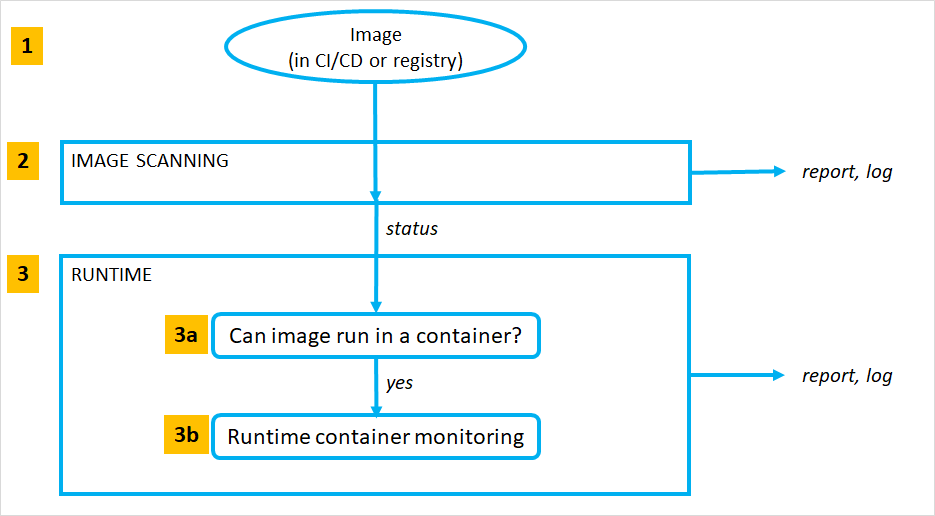 1
Image
(in CI/CD or registry)
2
IMAGE SCANNING
report, log
status
3
RUNTIME
3a
Can image run in a container?
yes
report, log
3b
Runtime container monitoring